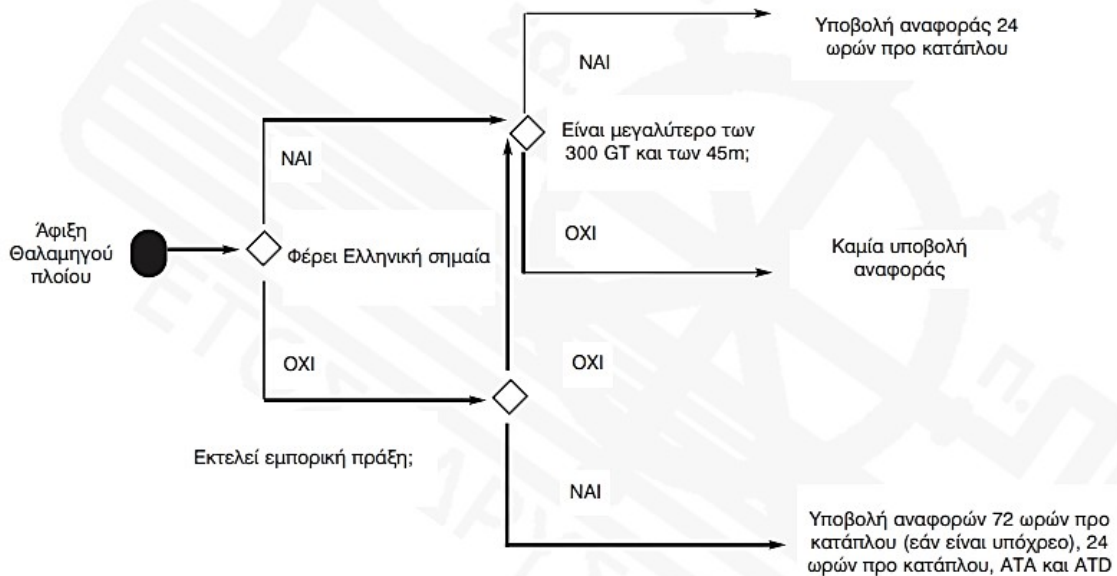 Υποβολή αναφοράς 24
ωρών προ κατάπλου
ΝΑΙ
Είναι μεγαλύτερο των
300 GT και των 45m;
ΝΑΙ
Άφιξη
Θαλαμηγού
πλοίου
Φέρει Ελληνική σημαία
ΟΧΙ
Καμία υποβολή
αναφοράς
ΟΧΙ
ΟΧΙ
Εκτελεί εμπορική πράξη;
ΝΑΙ
Υποβολή αναφορών 72 ωρών προ
κατάπλου (εάν είναι υπόχρεο), 24
ωρών προ κατάπλου, ATA και ATD